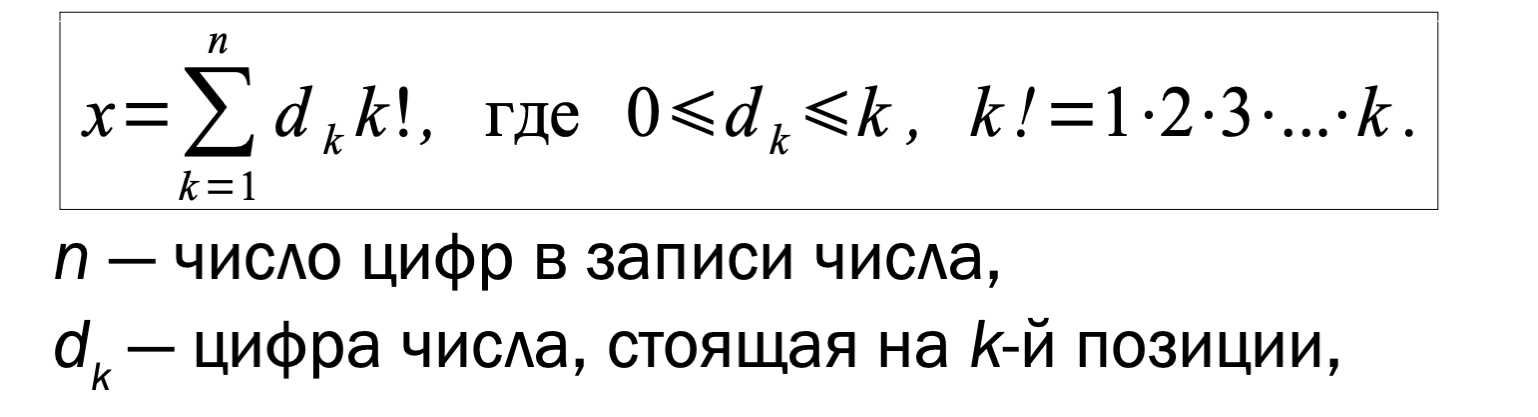 x = ∑_{k=1}^{n} d_k k!, где 0 ⩽ d_k ⩽ k, k! = 1·2·3·...·k.
n — число цифр в записи числа,
d_k — цифра числа, стоящая на k-й позиции,